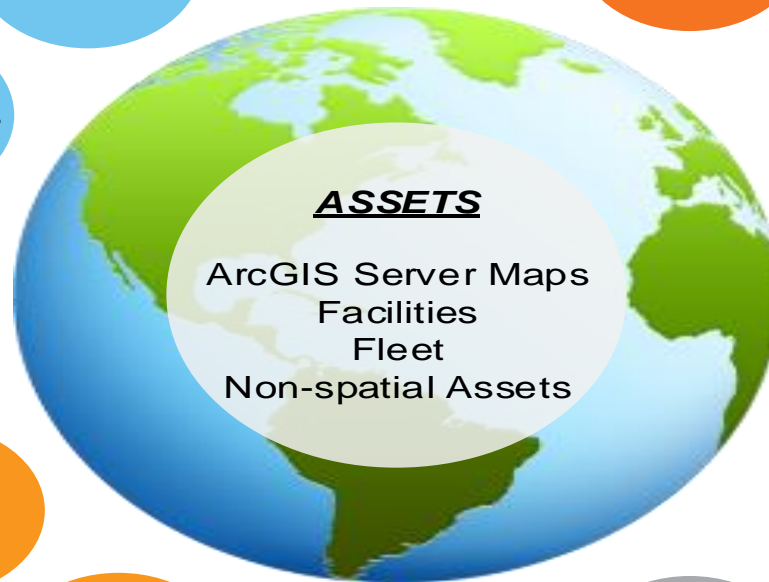 ASSETS
ArcGIS Server Maps
Facilities
Fleet
Non-spatial Assets